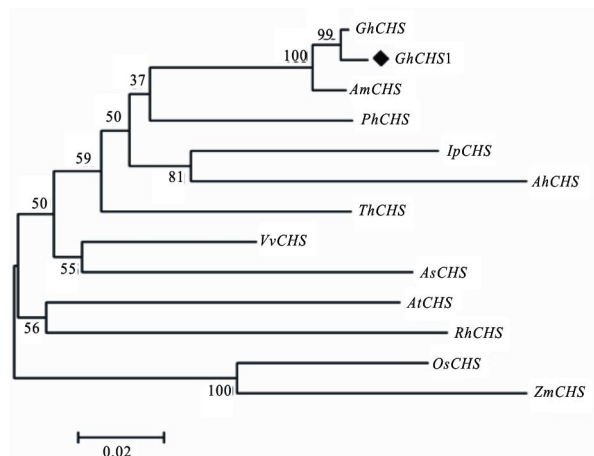 GhCHS
99
GhCHS1
100
AmCHS
37
PhCHS
50
IpCHS
59
81
AhCHS
50
ThCHS
VvCHS
55
AsCHS
AtCHS
56
RhCHS
OsCHS
100
ZmCHS
0.02